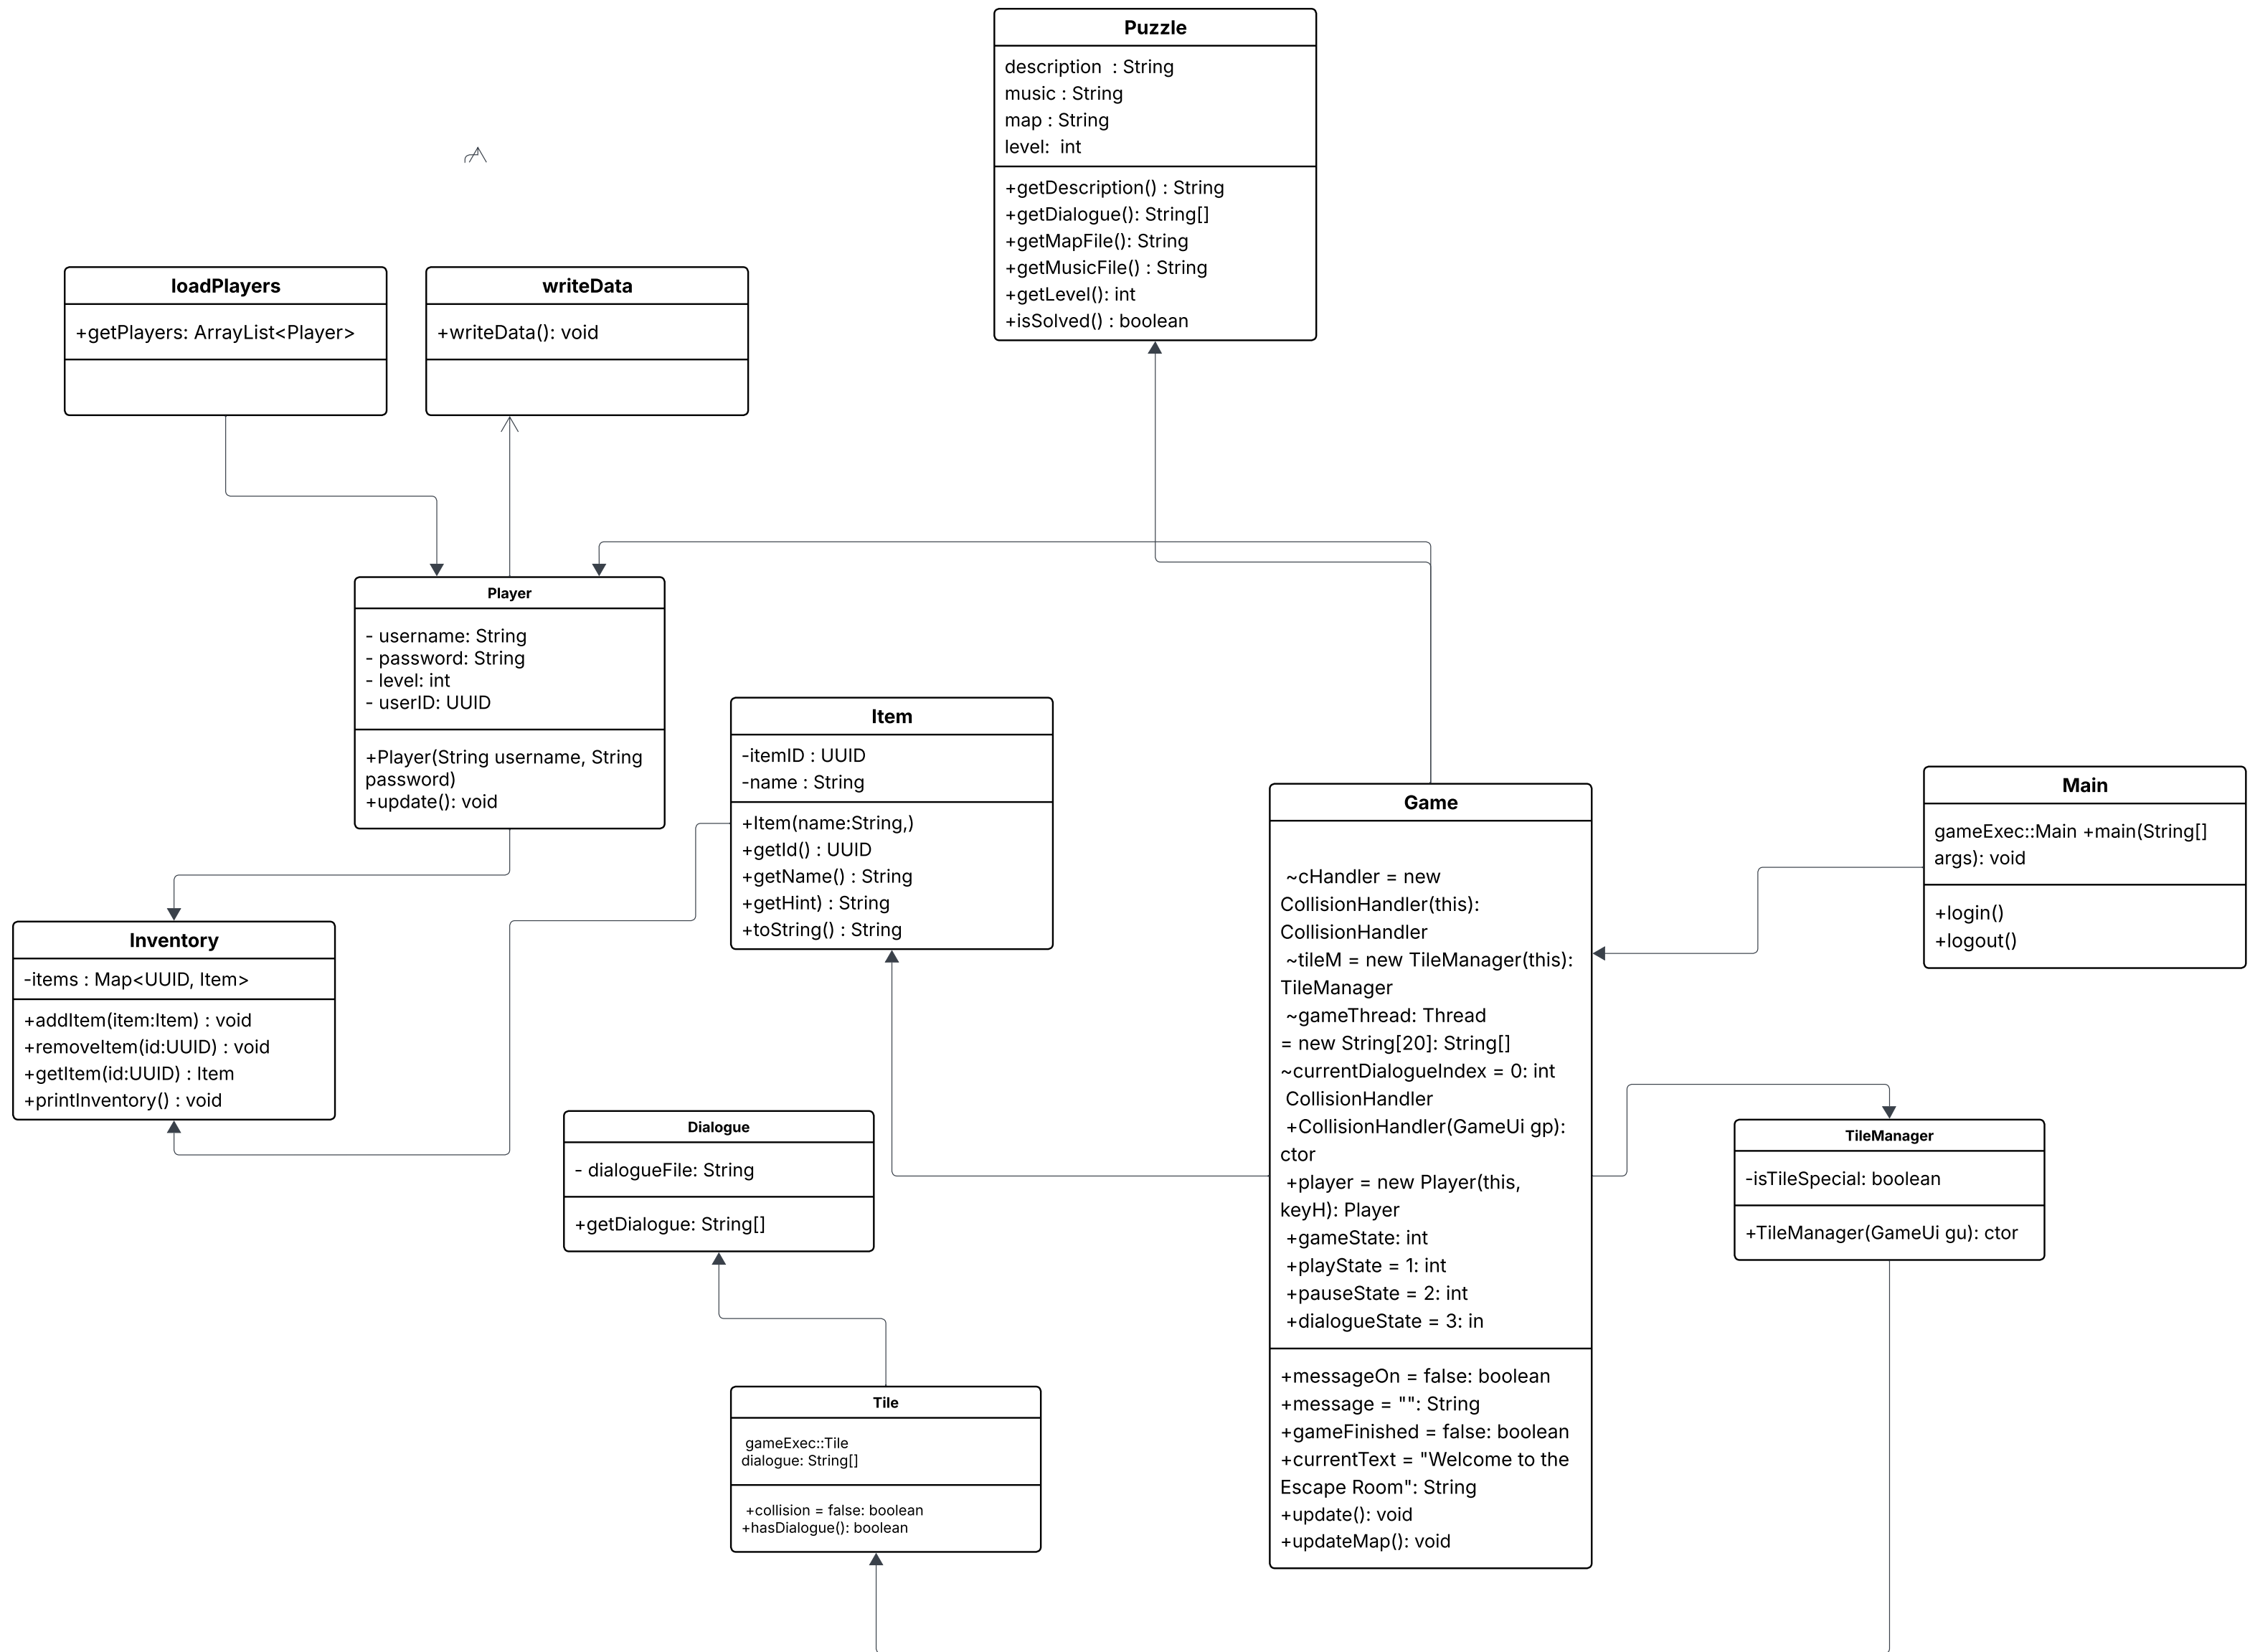 Puzzle
description  : String
music : String
map : String
level:  int
+getDescription() : String
+getDialogue(): String[]
+getMapFile(): String
+getMusicFile() : String
+getLevel(): int
+isSolved() : boolean
loadPlayers
+getPlayers: ArrayList<Player>
writeData
+writeData(): void
Player
- username: String
- password: String
- level: int
- userID: UUID
+Player(String username, String
password)
+update(): void
Item
-itemID : UUID
-name : String
+Item(name:String,)
+getId() : UUID
+getName() : String
+getHint) : String
+toString() : String
Game
~cHandler = new
CollisionHandler(this):
CollisionHandler
~tileM = new TileManager(this):
TileManager
~gameThread: Thread
= new String[20]: String[]
~currentDialogueIndex = 0: int
CollisionHandler
+CollisionHandler(GameUi gp):
ctor
+player = new Player(this,
keyH): Player
+gameState: int
+playState = 1: int
+pauseState = 2: int
+dialogueState = 3: in
+messageOn = false: boolean
+message = "": String
+gameFinished = false: boolean
+currentText = "Welcome to the
Escape Room": String
+update(): void
+updateMap(): void
Main
gameExec::Main +main(String[]
args): void
+login()
+logout()
Inventory
-items : Map<UUID, Item>
+addItem(item:Item) : void
+removeItem(id:UUID) : void
+getItem(id:UUID) : Item
+printInventory() : void
Dialogue
- dialogueFile: String
+getDialogue: String[]
TileManager
-isTileSpecial: boolean
+TileManager(GameUi gu): ctor
Tile
gameExec::Tile
dialogue: String[]
+collision = false: boolean
+hasDialogue(): boolean